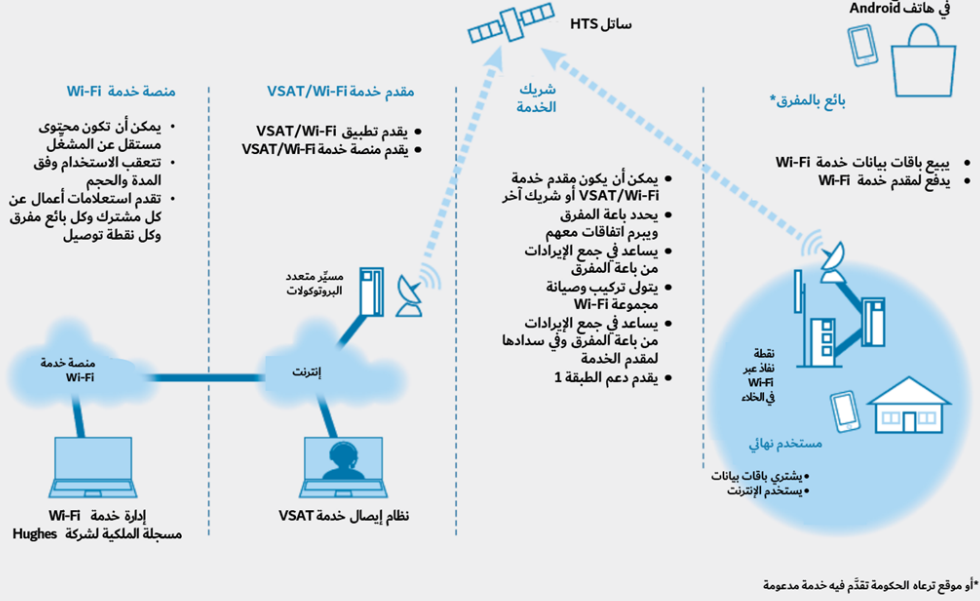 في هاتف Android
ساتل HTS
بائع بالمفرق*
• يبيع باقات بيانات خدمة Wi-Fi
• يدفع لمقدم خدمة Wi-Fi
نقطة
نفاذ عبر
Wi-Fi
في الخلاء
مستخدم نهائي
• يشتري باقات بيانات
• يستخدم الإنترنت
شريك
الخدمة
• يمكن أن يكون مقدم خدمة
VSAT/Wi-Fi أو شريك آخر
• يحدد باعة المفرق
ويبرم اتفاقات معهم
• يساعد في جمع الإيرادات
من باعة المفرق
• يتولى تركيب وصيانة
مجموعة Wi-Fi
• يساعد في جمع الإيرادات
من باعة المفرق وفي سدادها
لمقدم الخدمة
• يقدم دعم الطبقة 1
مقدم خدمة VSAT/Wi-Fi
• يقدم تطبيق VSAT/Wi-Fi
• يقدم منصة خدمة VSAT/Wi-Fi
مسيِّر متعدد
البروتوكولات
إنترنت
نظام إيصال خدمة VSAT
منصة خدمة Wi-Fi
• يمكن أن تكون محتوى
مستقل عن المشغِّل
• تتعقب الاستخدام وفق
المدة والحجم
• تقدم استعلامات أعمال عن
كل مشترك وكل بائع مفرق
وكل نقطة توصيل
منصة خدمة
Wi-Fi
إدارة خدمة Wi-Fi
مسجلة الملكية لشركة Hughes
*أو موقع ترعاه الحكومة تقدَّم فيه خدمة مدعومة